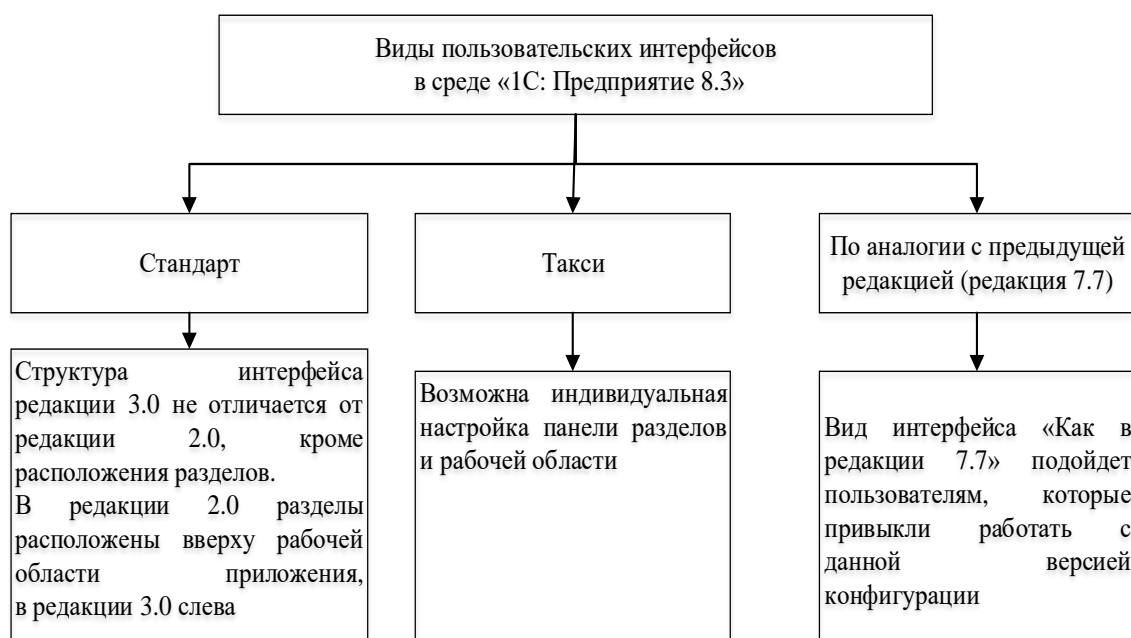 Виды пользовательских интерфейсов
в среде «1С: Предприятие 8.3»
Стандарт
Такси
По аналогии с предыдущей
редакцией (редакция 7.7)
Структура интерфейса
редакции 3.0 не отличается от
редакции 2.0, кроме
расположения разделов.
В редакции 2.0 разделы
расположены вверху рабочей
области приложения,
в редакции 3.0 слева
Возможна индивидуальная
настройка панели разделов
и рабочей области
Вид интерфейса «Как в
редакции 7.7» подойдет
пользователям, которые
привыкли работать с
данной версией
конфигурации